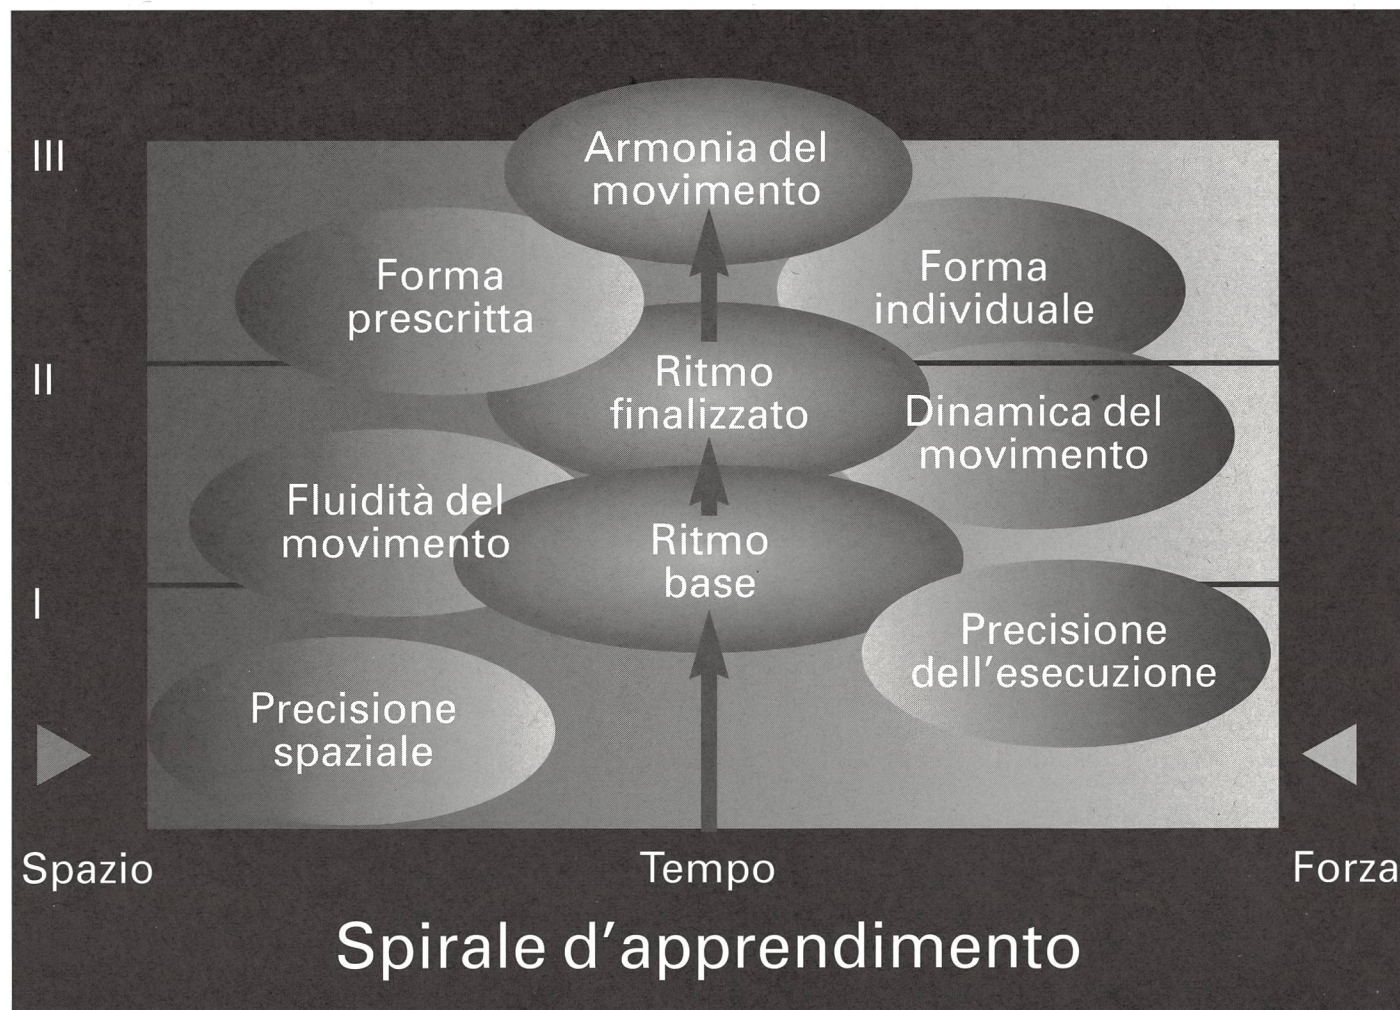 III
Armonia del
movimento
Forma
prescritta
Forma
individuale
II
Ritmo
finalizzato
Dinamica del
movimento
Fluidità del
movimento
Ritmo
base
I
Precisione
dell’esecuzione
Precisione
spaziale
Spazio
Tempo
Forza
Spirale d’apprendimento